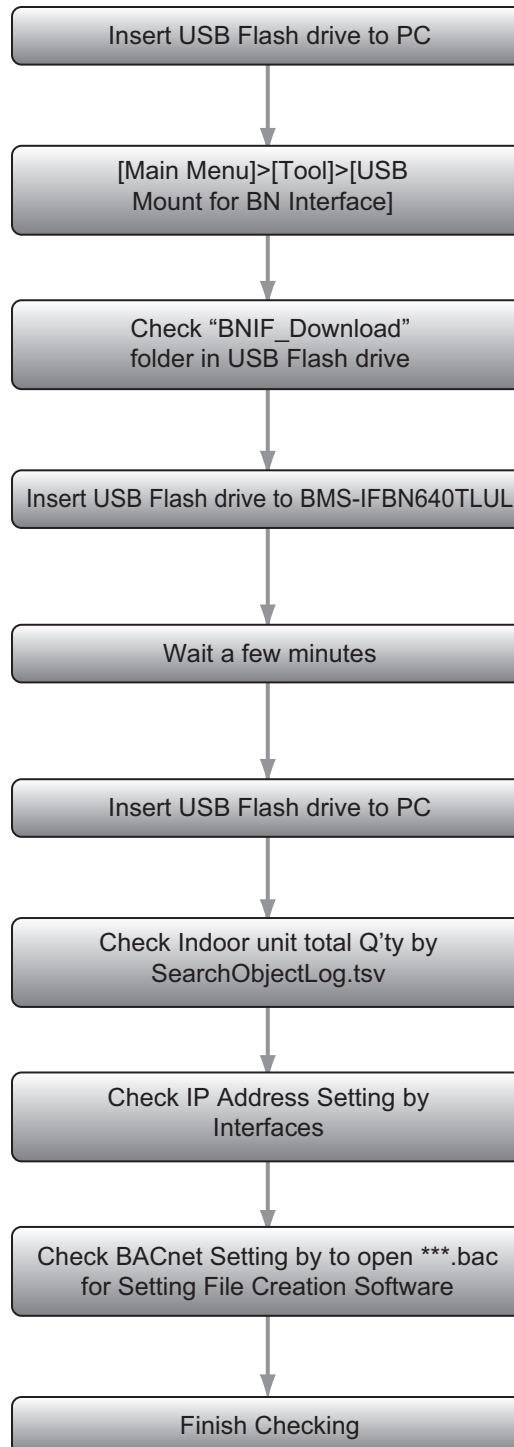 Insert USB Flash drive to PC
[Main Menu]>[Tool]>[USB
Mount for BN Interface]
Check “BNIF_Download”
folder in USB Flash drive
Insert USB Flash drive to BMS-IFBN640TLUL
Wait a few minutes
Insert USB Flash drive to PC
Check Indoor unit total Q’ty by
SearchObjectLog.tsv
Check IP Address Setting by
Interfaces
Check BACnet Setting by to open ***.bac
for Setting File Creation Software
Finish Checking